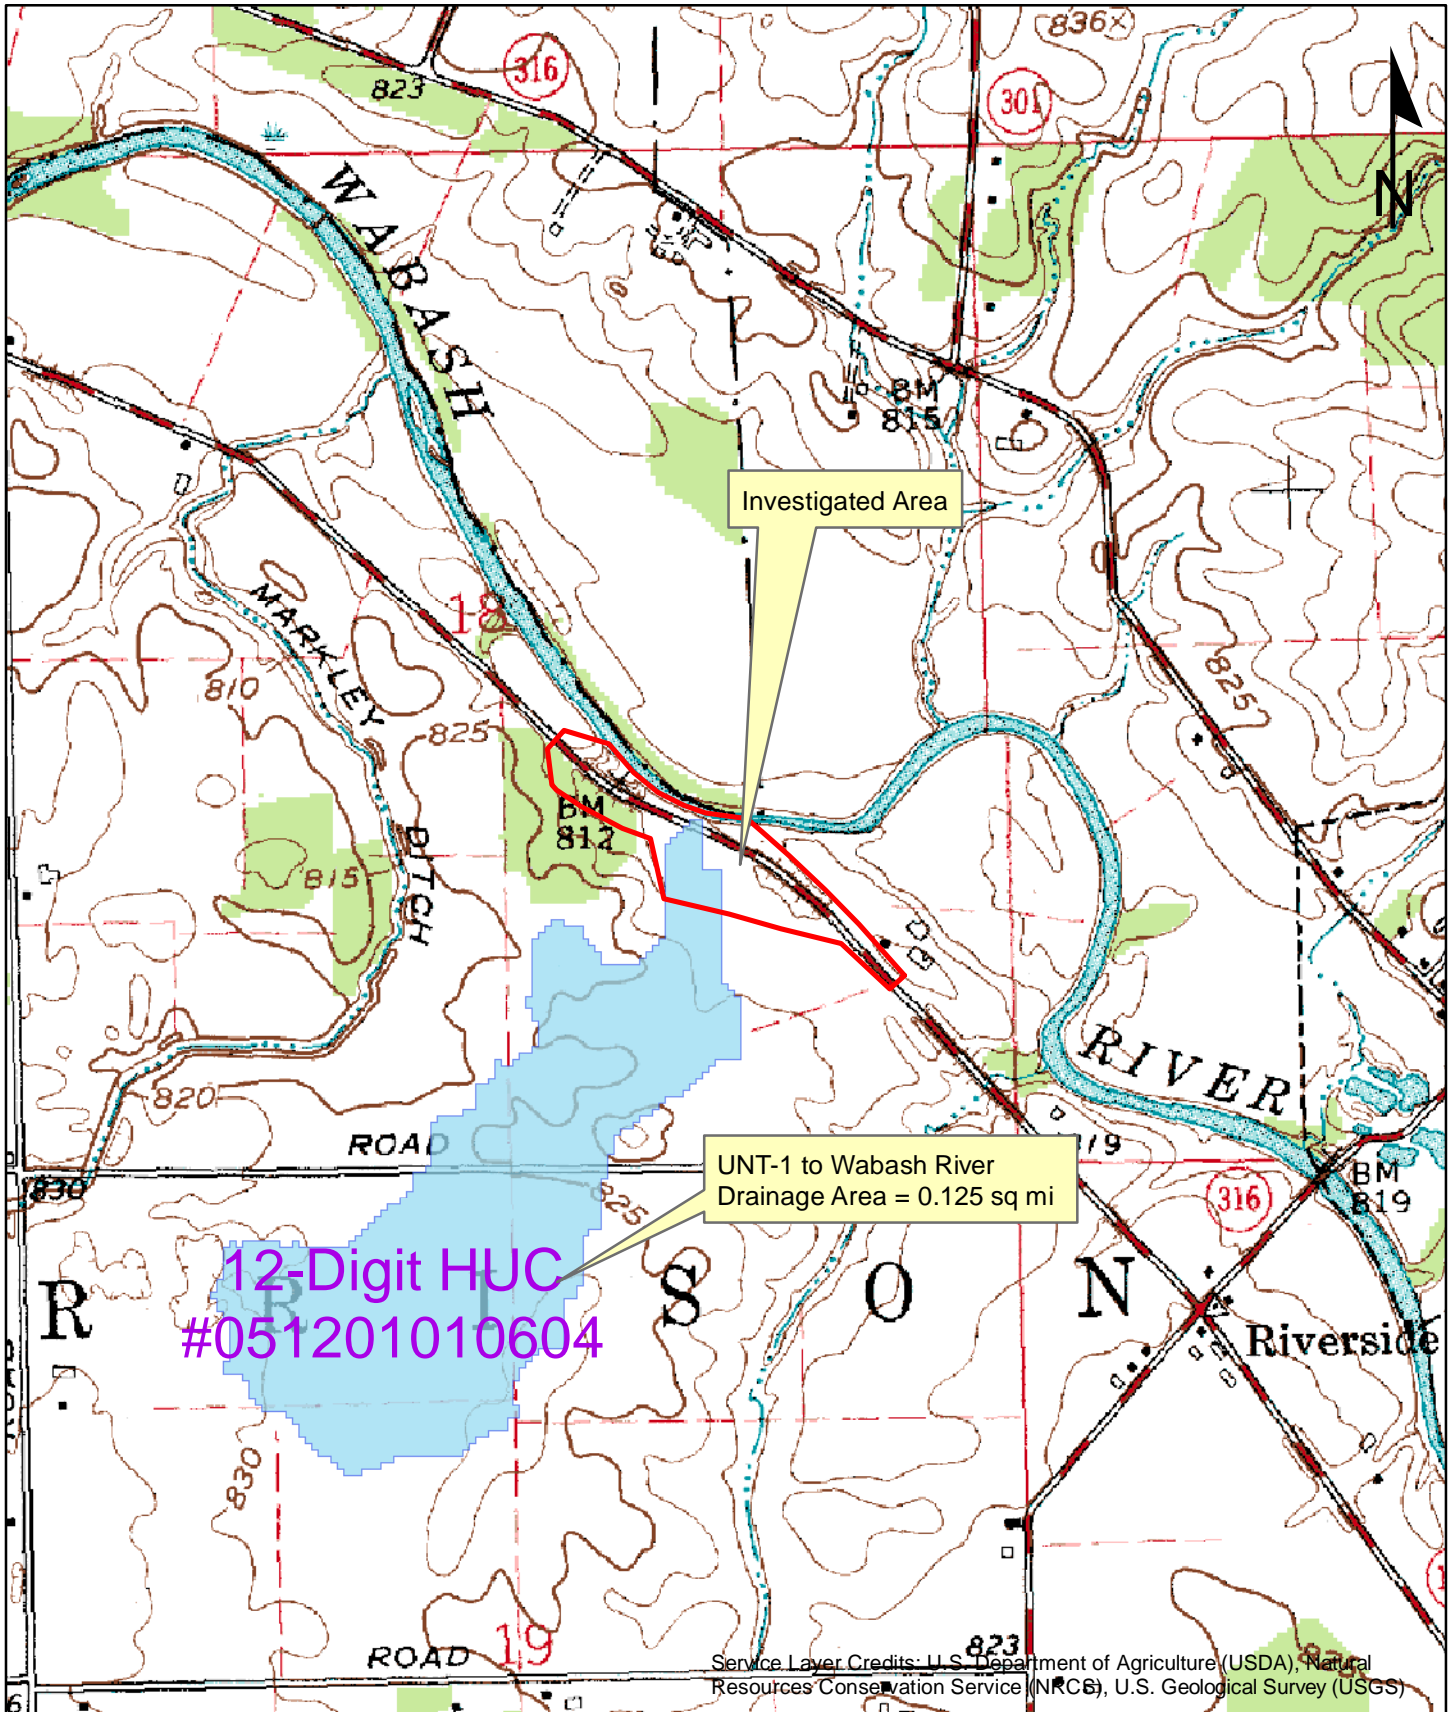 836
316
823
301
N
WABASH
BM
815
Investigated Area
18
MARKLEY
810
825
825
BM
812
815
DITCH
RIVER
820
ROAD
819
UNT-1 to Wabash River
Drainage Area = 0.125 sq mi
BM
819
830
825
316
12-Digit HUC
#051201010604
R R I S O N
Riverside
ROAD
830
19
ROAD
823
Service Layer Credits: U.S. Department of Agriculture (USDA), Natural
Resources Conservation Service (NRCS), U.S. Geological Survey (USGS)
6